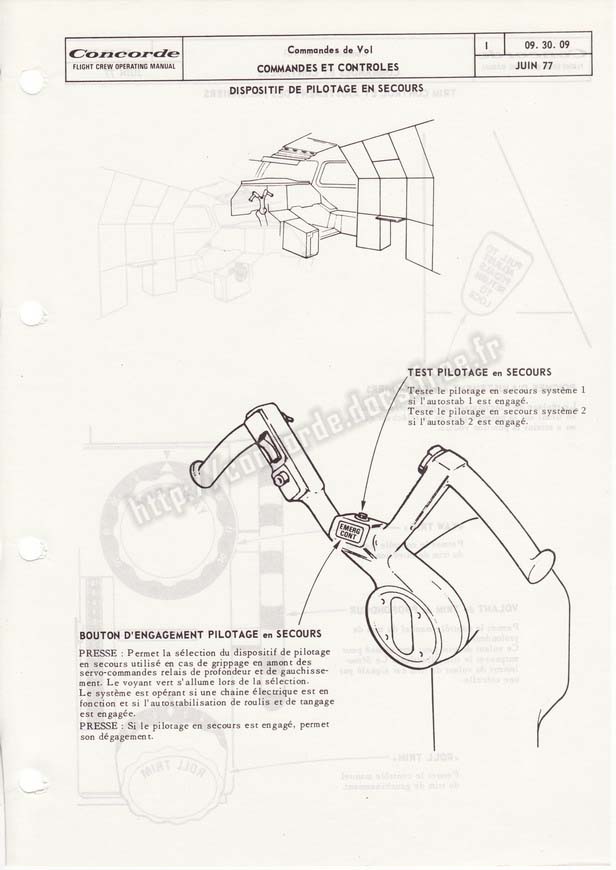 Concorde
FLIGHT CREW OPERATING MANUAL
Commandes de Vol
COMMANDES ET CONTROLES
I
09. 30. 09
JUIN 77
DISPOSITIF DE PILOTAGE EN SECOURS
TEST PILOTAGE en SECOURS
Teste le pilotage en secours système 1
si l'autostab 1 est engagé.
Teste le pilotage en secours système 2
si l'autostab 2 est engagé.
http://concorde.docsfree.fr
EMERG
CONT
BOUTON D'ENGAGEMENT PILOTAGE en SECOURS
PRESSE : Permet la sélection du dispositif de pilotage
en secours utilisé en cas de grippage en amont des
servo-commandes relais de profondeur et de gauchisse-
ment. Le voyant vert s'allume lors de la sélection.
Le système est opérant si une chaine électrique est en
fonction et si l'autostabilisation de roulis et de tangage
est engagée.
PRESSE : Si le pilotage en secours est engagé, permet
son dégagement.
ROLL TRIM